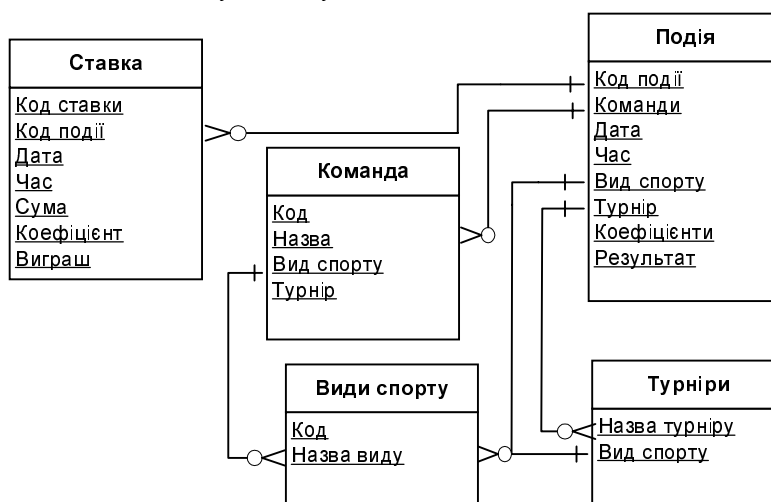 Ставка
Код ставки
Код події
Дата
Час
Сума
Коефіцієнт
Виграш
Команда
Код
Назва
Вид спорту
Турнір
Подія
Код події
Команди
Дата
Час
Вид спорту
Турнір
Коефіцієнти
Результат
Види спорту
Код
Назва виду
Турніри
Назва турніру
Вид спорту